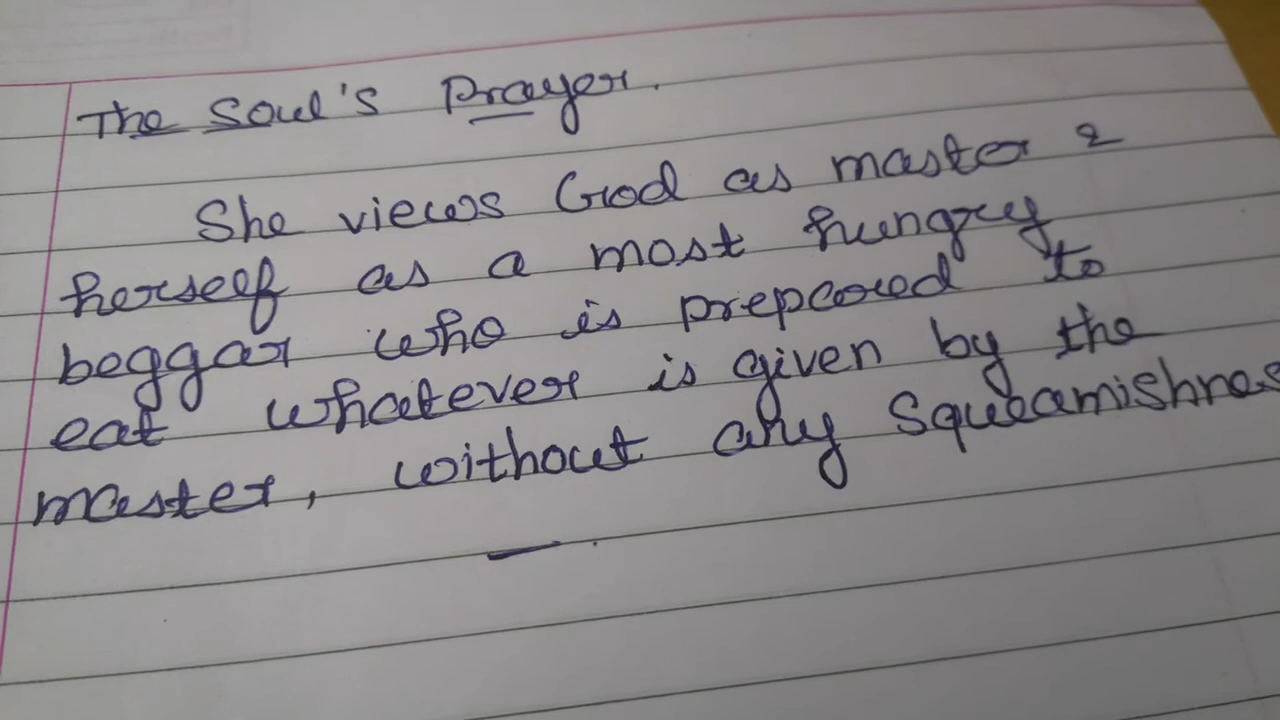 The Soul's Prayer.
She views God as master &
herself as a most hungry
beggar who is prepared to
eat whatever is given by the
master, without any Squeamishnes